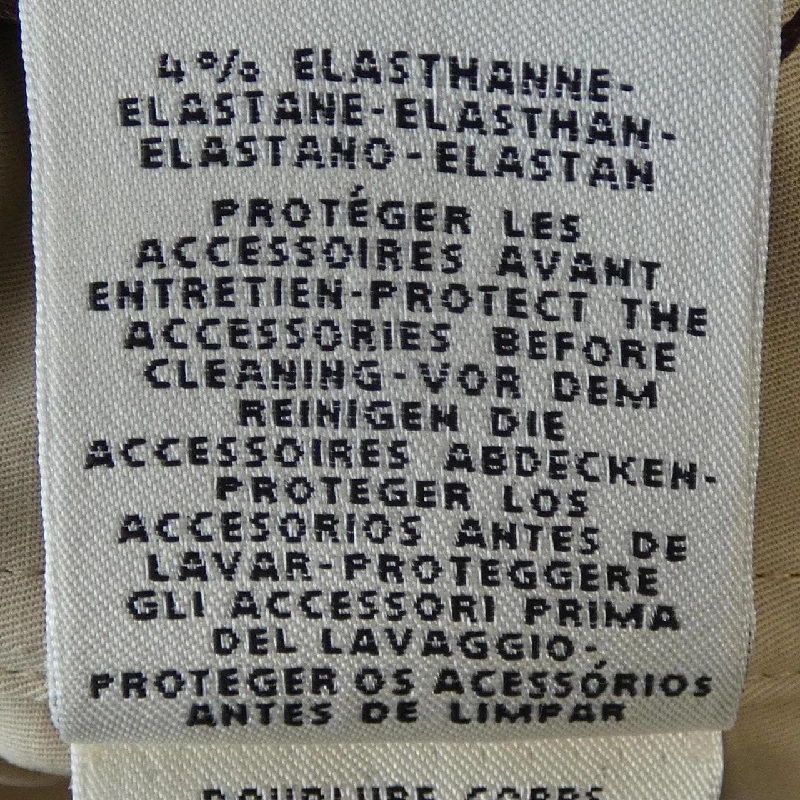 4% ELASTHANNE-
ELASTANE-ELASTHAN-
ELASTANO-ELASTAN
PROTÉGER LES
ACCESSOIRES AVANT
ENTRETIEN-PROTECT THE
ACCESSORIES BEFORE
CLEANING-VOR DEM
REINIGEN DIE
ACCESSOIRES ABDECKEN-
PROTEGER LOS
ACCESORIOS ANTES DE
LAVAR-PROTEGGERE
GLI ACCESSORI PRIMA
DEL LAVAGGIO-
PROTEGER OS ACESSÓRIOS
ANTES DE LIMPAR
DOUBLURE CORPS